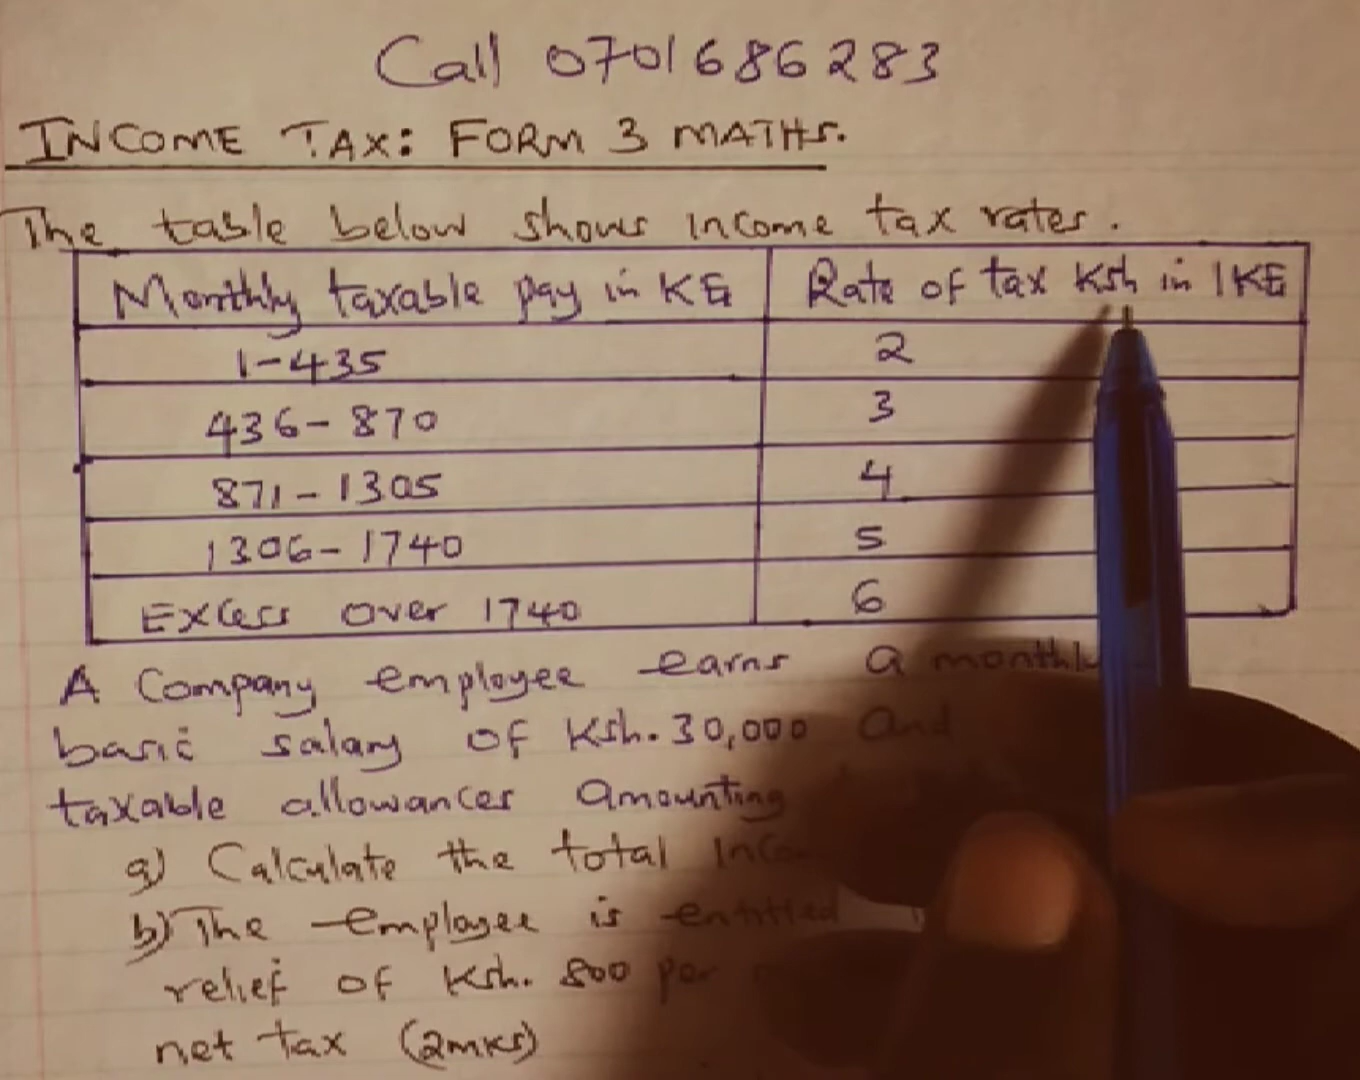 Call 0701686283
INCOME TAX: FORM 3 MATHS.
The table below shows income tax rates.
Monthly taxable pay in K£ Rate of tax Ksh in 1K£
1-435 2
436-870 3
871-1305 4
1306-1740 5
Excess over 1740 6
A Company employee earns a monthly
basic salary of Ksh.30,000 and
taxable allowances amounting
a) Calculate the total
b) The employee is entitled
relief of Ksh. 800 per
net tax (2mks)